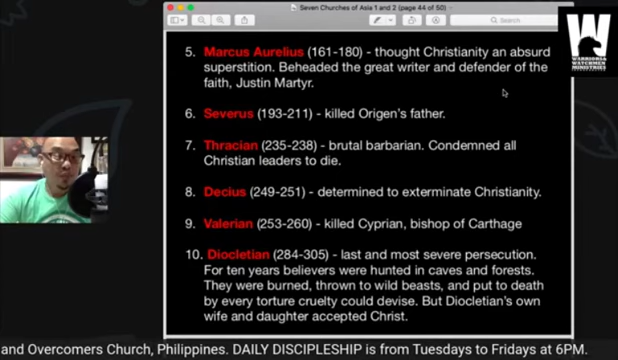 Seven Churches of Asia 1 and 2 (page 44 of 50)
Search
5. Marcus Aurelius (161-180) - thought Christianity an absurd
superstition. Beheaded the great writer and defender of the
faith, Justin Martyr.
6. Severus (193-211) - killed Origen's father.
7. Thracian (235-238) - brutal barbarian. Condemned all
Christian leaders to die.
8. Decius (249-251) - determined to exterminate Christianity.
9. Valerian (253-260) - killed Cyprian, bishop of Carthage
10. Diocletian (284-305) - last and most severe persecution.
For ten years believers were hunted in caves and forests.
They were burned, thrown to wild beasts, and put to death
by every torture cruelty could devise. But Diocletian's own
wife and daughter accepted Christ.
W
WARRIORS &
WATCHMEN
MINISTRIES
and Overcomers Church, Philippines. DAILY DISCIPLESHIP is from Tuesdays to Fridays at 6PM.